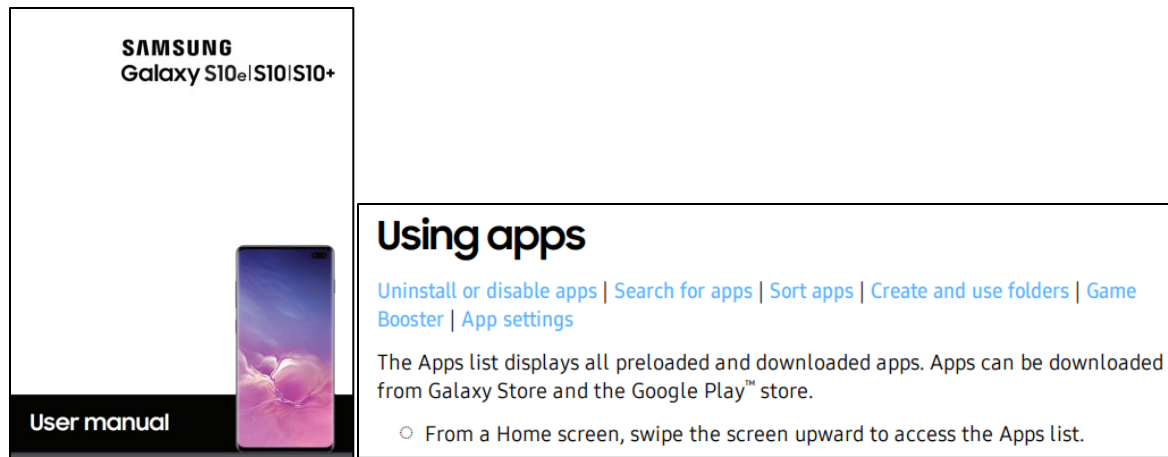 SAMSUNG
Galaxy S10e|S10|S10+
User manual
Using apps
Uninstall or disable apps | Search for apps | Sort apps | Create and use folders | Game
Booster | App settings
The Apps list displays all preloaded and downloaded apps. Apps can be downloaded
from Galaxy Store and the Google Play™ store.
○ From a Home screen, swipe the screen upward to access the Apps list.